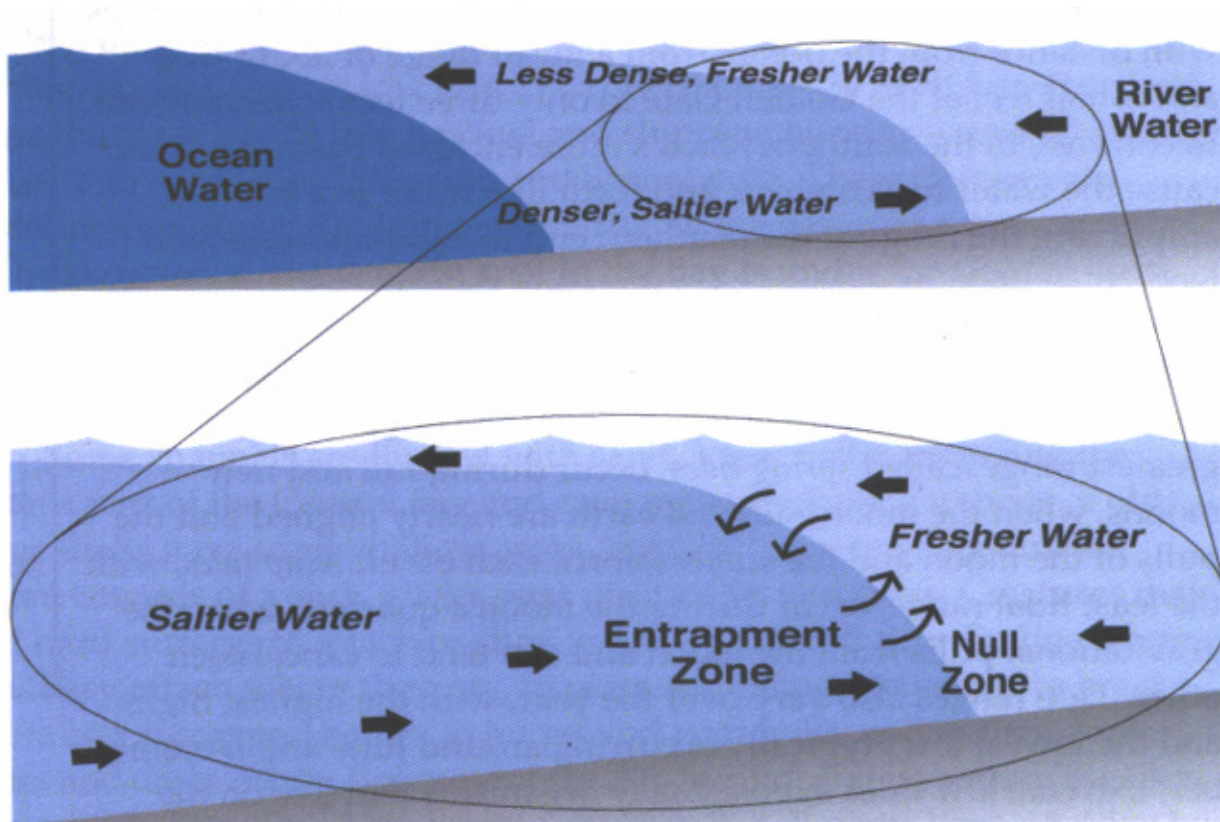 Less Dense, Fresher Water
River
Water
Ocean
Water
Denser, Saltier Water
Fresher Water
Saltier Water
Entrapment
Zone
Null
Zone